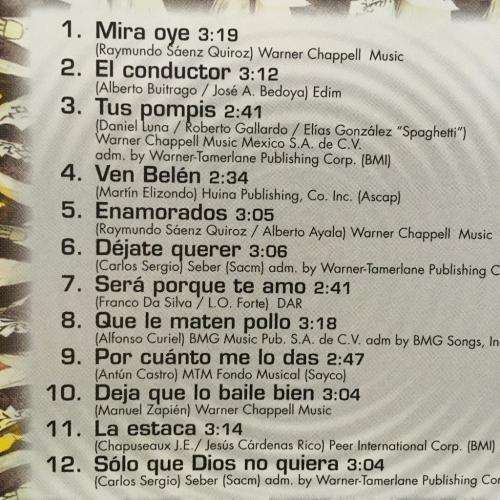 1. Mira oye 3:19
(Raymundo Sáenz Quiroz) Warner Chappell Music
2. El conductor 3:12
(Alberto Buitrago / José A. Bedoya) Edim
3. Tus pompis 2:41
(Daniel Luna / Roberto Gallardo / Elías González "Spaghetti")
Warner Chappell Music Mexico S.A. de C.V.
adm. by Warner-Tamerlane Publishing Corp. (BMI)
4. Ven Belén 2:34
(Martín Elizondo) Huina Publishing, Co. Inc. (Ascap)
5. Enamorados 3:05
(Raymundo Sáenz Quiroz / Alberto Ayala) Warner Chappell Music
6. Déjate querer 3:06
(Carlos Sergio) Seber (Sacm) adm. by Warner-Tamerlane Publishing C
7. Será porque te amo 2:41
(Franco Da Silva / L.O. Forte) DAR
8. Que le maten pollo 3:18
(Alfonso Curiel) BMG Music Pub. S.A. de C.V. adm by BMG Songs, In
9. Por cuánto me lo das 2:47
(Antún Castro) MTM Fondo Musical (Sayco)
10. Deja que lo baile bien 3:04
(Manuel Zapién) Warner Chappell Music
11. La estaca 3:14
(Chapuseaux J.E./ Jesús Cárdenas Rico) Peer International Corp. (BMI)
12. Sólo que Dios no quiera 3:04
(Carlos Sergio) Seber (Sacm) adm. by Warner-Tamerlane Publishing Cor